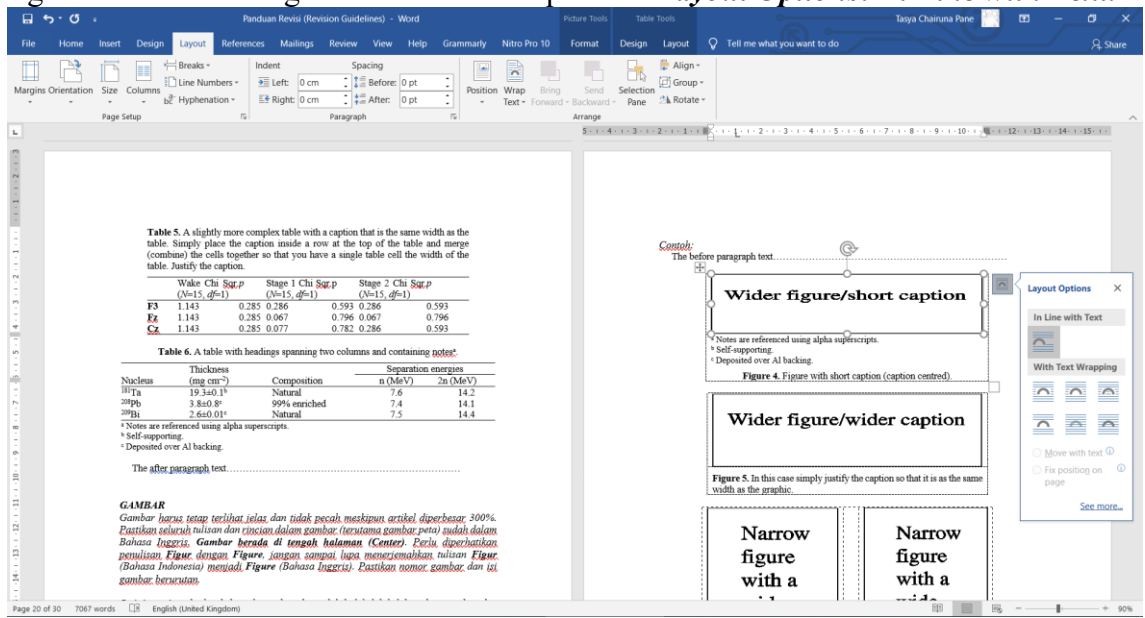 Layout Options
Panduan Revisi (Revision Guidelines) - Word
Picture Tools
Table Tools
Tasya Chairuna Pane
File Home Insert Design Layout References Mailings Review View Help Grammarly Nitro Pro 10 Format Design Layout Tell me what you want to do Share
Margins Orientation Size Columns
Breaks
Line Numbers
Hyphenation
Page Setup
Indent
Left: 0 cm
Right: 0 cm
Spacing
Before: 0 pt
After: 0 pt
Paragraph
Position Wrap Text Bring Forward Send Backward Selection Pane
Align
Group
Rotate
Arrange
Table 5. A slightly more complex table with a caption that is the same width as the
table. Simply place the caption inside a row at the top of the table and merge
(combine) the cells together so that you have a single table cell the width of the
table. Justify the caption.
Wake Chi Sqr.p Stage 1 Chi Sqr.p Stage 2 Chi Sqr.p
(N=15, df=1) (N=15, df=1) (N=15, df=1)
F3 1.143 0.285 0.286 0.593 0.286 0.593
Fz 1.143 0.285 0.067 0.796 0.067 0.796
Cz 1.143 0.285 0.077 0.782 0.286 0.593
Table 6. A table with headings spanning two columns and containing notesª.
Thickness Separation energies
Nucleus (mg cm⁻²) Composition n (MeV) 2n (MeV)
¹⁸¹Ta 19.3±0.1ᵇ Natural 7.6 14.2
²⁰⁸Pb 3.8±0.8ᶜ 99% enriched 7.4 14.1
²⁰⁹Bi 2.6±0.01ᶜ Natural 7.5 14.4
ª Notes are referenced using alpha superscripts.
ᵇ Self-supporting.
ᶜ Deposited over Al backing.
The after paragraph text
GAMBAR
Gambar harus tetap terlihat jelas dan tidak pecah meskipun artikel diperbesar 300%.
Pastikan seluruh tulisan dan rincian dalam gambar (terutama gambar peta) sudah dalam
Bahasa Inggris. Gambar berada di tengah halaman (Center). Perlu diperhatikan
penulisan Figur dengan Figure, jangan sampai lupa menerjemahkan tulisan Figur
(Bahasa Indonesia) menjadi Figure (Bahasa Inggris). Pastikan nomor gambar dan isi
gambar berurutan.
Contoh:
The before paragraph text
Wider figure/short caption
ª Notes are referenced using alpha superscripts.
ᵇ Self-supporting.
ᶜ Deposited over Al backing.
Figure 4. Figure with short caption (caption centred).
Wider figure/wider caption
Figure 5. In this case simply justify the caption so that it is as the same
width as the graphic.
Narrow
figure
with a
Narrow
figure
with a
Layout Options
In Line with Text
With Text Wrapping
Move with text
Fix position on
page
See more...
Page 20 of 30 7067 words English (United Kingdom) 90%